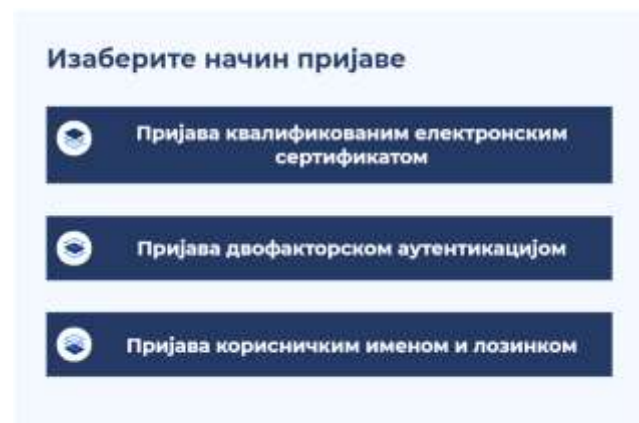 Изаберите начин пријаве
Пријава квалификованим електронским
сертификатом
Пријава двофакторском аутентикацијом
Пријава корисничким именом и лозинком